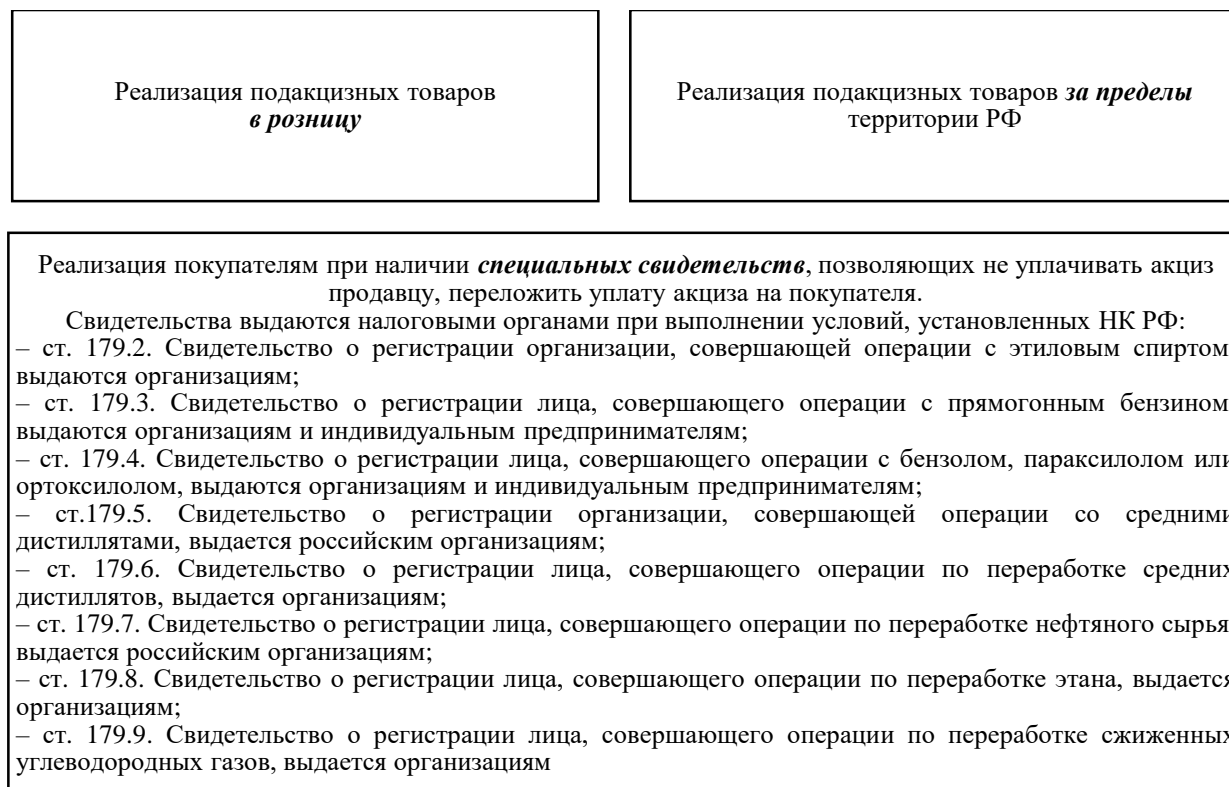 Реализация подакцизных товаров
в розницу
Реализация подакцизных товаров за пределы
территории РФ
Реализация покупателям при наличии специальных свидетельств, позволяющих не уплачивать акциз
продавцу, переложить уплату акциза на покупателя.
Свидетельства выдаются налоговыми органами при выполнении условий, установленных НК РФ:
– ст. 179.2. Свидетельство о регистрации организации, совершающей операции с этиловым спиртом
выдаются организациям;
– ст. 179.3. Свидетельство о регистрации лица, совершающего операции с прямогонным бензином
выдаются организациям и индивидуальным предпринимателям;
– ст. 179.4. Свидетельство о регистрации лица, совершающего операции с бензолом, параксилолом или
ортоксилолом, выдаются организациям и индивидуальным предпринимателям;
– ст.179.5. Свидетельство о регистрации организации, совершающей операции со средними
дистиллятами, выдается российским организациям;
– ст. 179.6. Свидетельство о регистрации лица, совершающего операции по переработке средних
дистиллятов, выдается организациям;
– ст. 179.7. Свидетельство о регистрации лица, совершающего операции по переработке нефтяного сырья
выдается российским организациям;
– ст. 179.8. Свидетельство о регистрации лица, совершающего операции по переработке этана, выдается
организациям;
– ст. 179.9. Свидетельство о регистрации лица, совершающего операции по переработке сжиженных
углеводородных газов, выдается организациям